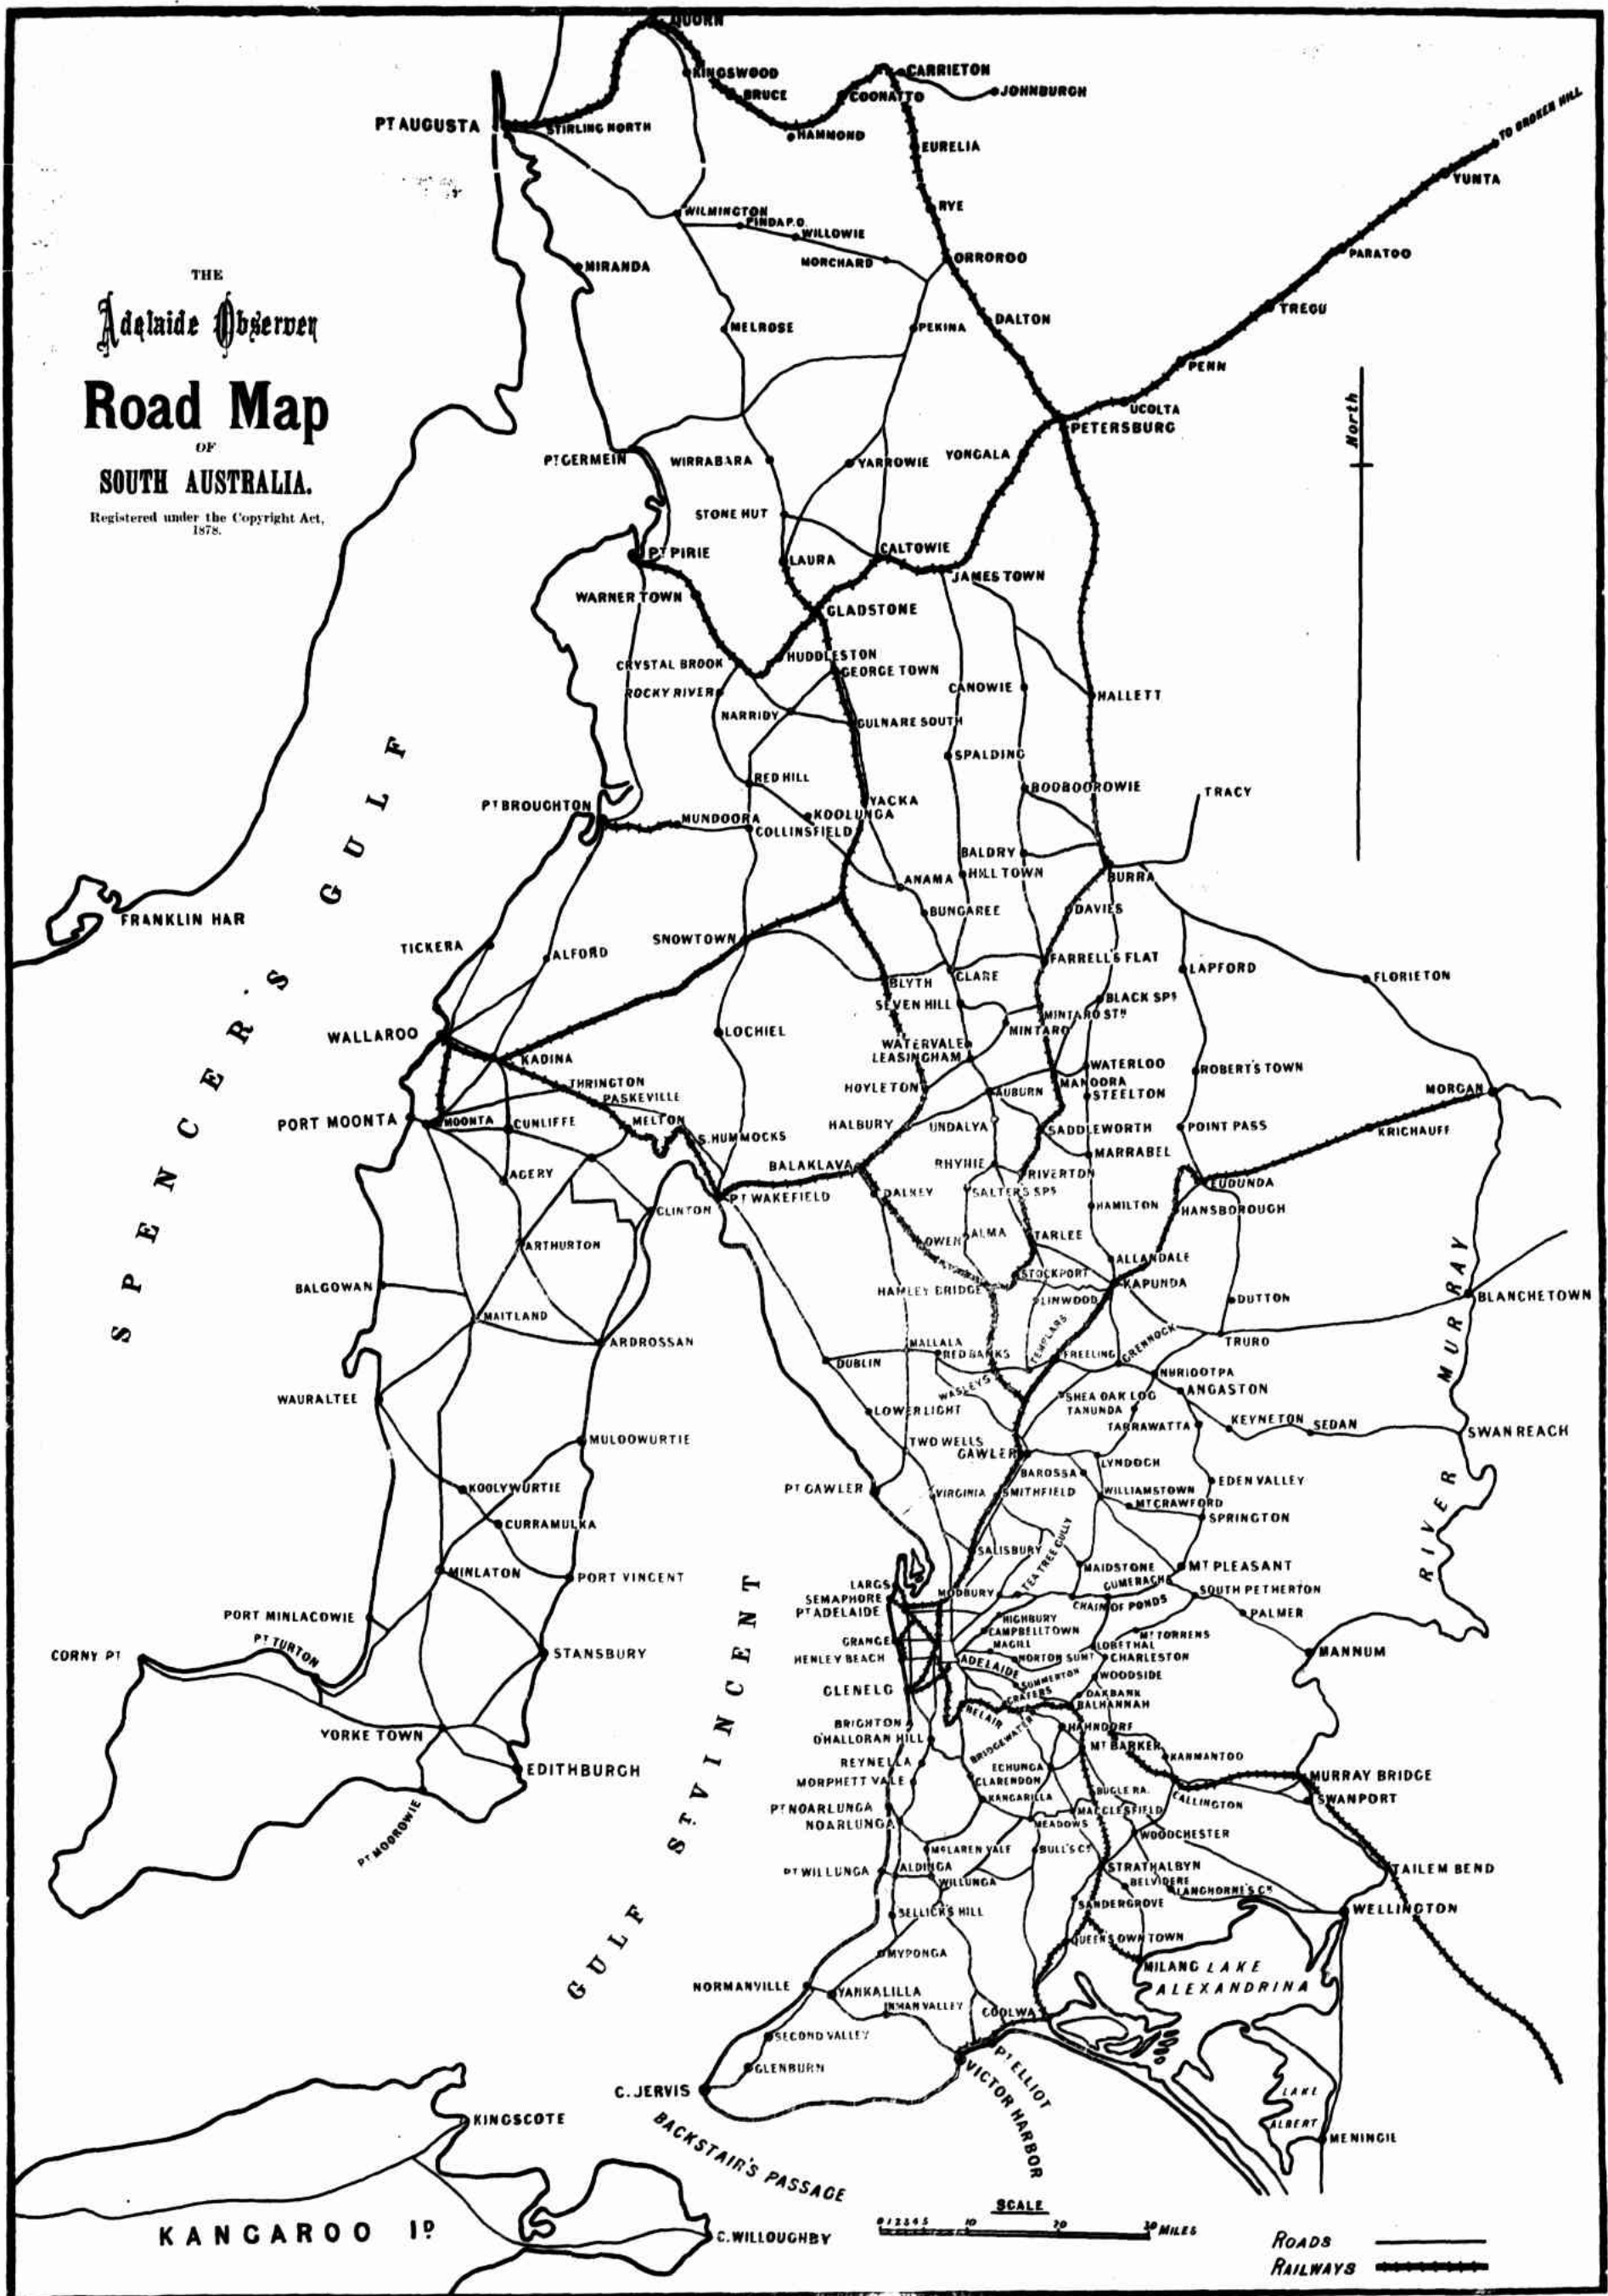 THE
Adelaide Observer
Road Map
OF
SOUTH AUSTRALIA.
Registered under the Copyright Act,
1878.
QUORN
KINGSWOOD
BRUCE
CARRIETON
COONATTO
JOHNBURGH
PT AUGUSTA
STIRLING NORTH
HAMMOND
EURELIA
TO BROKEN HILL
YUNTA
RYE
WILMINGTON
PINDA P.O.
WILLOWIE
MORCHARD
ORROROO
PARATOO
MIRANDA
TREGU
DALTON
MELROSE
PEKINA
PENN
North
UCOLTA
PETERSBURG
PT GERMEIN
WIRRABARA
YARROWIE
YONGALA
STONE HUT
PT PIRIE
LAURA
CALTOWIE
JAMES TOWN
WARNER TOWN
GLADSTONE
HUDDLESTON
CRYSTAL BROOK
GEORGE TOWN
ROCKY RIVER
CANOWIE
HALLETT
NARRIDY
GULNARE SOUTH
SPALDING
RED HILL
BOOBOOROWIE
TRACY
PT BROUGHTON
YACKA
MUNDOORA
KOOLUNGA
COLLINSFIELD
BALDRY
HILL TOWN
ANAMA
BURRA
BUNGAREE
DAVIES
FRANKLIN HAR
TICKERA
ALFORD
SNOWTOWN
FARRELL'S FLAT
LAPFORD
FLORIETON
BLYTH
CLARE
SEVEN HILL
BLACK SPS
MINTARO STN
MINTARO
WALLAROO
LOCHIEL
WATERVALE
LEASINGHAM
KADINA
WATERLOO
ROBERT'S TOWN
THRINGTON
PASKEVILLE
HOYLETON
AUBURN
MANOORA
STEELTON
MORGAN
PORT MOONTA
MOONTA
CUNLIFFE
MELTON
S. HUMMOCKS
HALBURY
UNDALYA
SADDLEWORTH
POINT PASS
KRICHAUFF
BALAKLAVA
RHYNIE
MARRABEL
RIVERTON
AGERY
PT WAKEFIELD
DALKEY
SALTER'S SPS
EUDUNDA
CLINTON
HAMILTON
HANSBOROUGH
ARTHURTON
OWEN
ALMA
TARLEE
ALLANDALE
STOCKPORT
KAPUNDA
BALGOWAN
HAMLEY BRIDGE
LINWOOD
DUTTON
BLANCHETOWN
MAITLAND
TEMPLARS
ARDROSSAN
MALLALA
REDBANKS
FREELING
GRENNOCK
TRURO
DUBLIN
NURIOOTPA
WAURALTEE
WASLEYS
SHEA OAK LOG
ANGASTON
TANUNDA
LOWER LIGHT
TARRAWATTA
KEYNETON
SEDAN
SWAN REACH
MULOOWURTIE
TWO WELLS
GAWLER
LYNDOCH
BAROSSA
KOOLYWURTIE
PT GAWLER
VIRGINIA
SMITHFIELD
WILLIAMSTOWN
EDEN VALLEY
MT CRAWFORD
SPRINGTON
CURRAMULKA
SALISBURY
TEA TREE GULLY
MINLATON
PORT VINCENT
MAIDSTONE
MT PLEASANT
LARGS
SEMAPHORE
MODBURY
GUMERACHA
SOUTH PETHERTON
PT ADELAIDE
CHAIN OF PONDS
PALMER
PORT MINLACOWIE
HIGHBURY
CAMPBELLTOWN
MT TORRENS
PT TURTON
CORNY PT
STANSBURY
GRANGE
MAGILL
LOBETHAL
MANNUM
HENLEY BEACH
ADELAIDE
NORTON SUMT
CHARLESTON
SUMMERTON
WOODSIDE
GLENELG
CRAFERS
OAKBANK
BALHANNAH
BELAIR
YORKE TOWN
BRIGHTON
O'HALLORAN HILL
BRIDGEWATER
HAHNDORF
MT BARKER
KANMANTOO
EDITHBURGH
REYNELLA
ECHUNGA
MORPHETT VALE
CLARENDON
MURRAY BRIDGE
BUGLE RA.
CALLINGTON
SWANPORT
PT NOARLUNGA
KANGARILLA
MACCLESFIELD
NOARLUNGA
MEADOWS
WOODCHESTER
PT MOOROWIE
MCLAREN VALE
BULL'S CK
PT WILLUNGA
ALDINGA
STRATHALBYN
TAILEM BEND
WILLUNGA
BELVIDERE
LANGHORNE'S CK
SELLICK'S HILL
SANDERGROVE
WELLINGTON
MYPONGA
QUEENSOWNTOWN
MILANG
LAKE
ALEXANDRINA
NORMANVILLE
YANKALILLA
INMAN VALLEY
COOLWA
SECOND VALLEY
GLENBURN
PT ELLIOT
VICTOR HARBOR
C. JERVIS
LAKE
ALBERT
MENINGIE
KINGSCOTE
BACKSTAIR'S PASSAGE
KANGAROO ID
C. WILLOUGHBY
SPENCER'S GULF
GULF ST. VINCENT
RIVER MURRAY
SCALE
0 1 2 3 4 5 10 20 30 MILES
ROADS
RAILWAYS